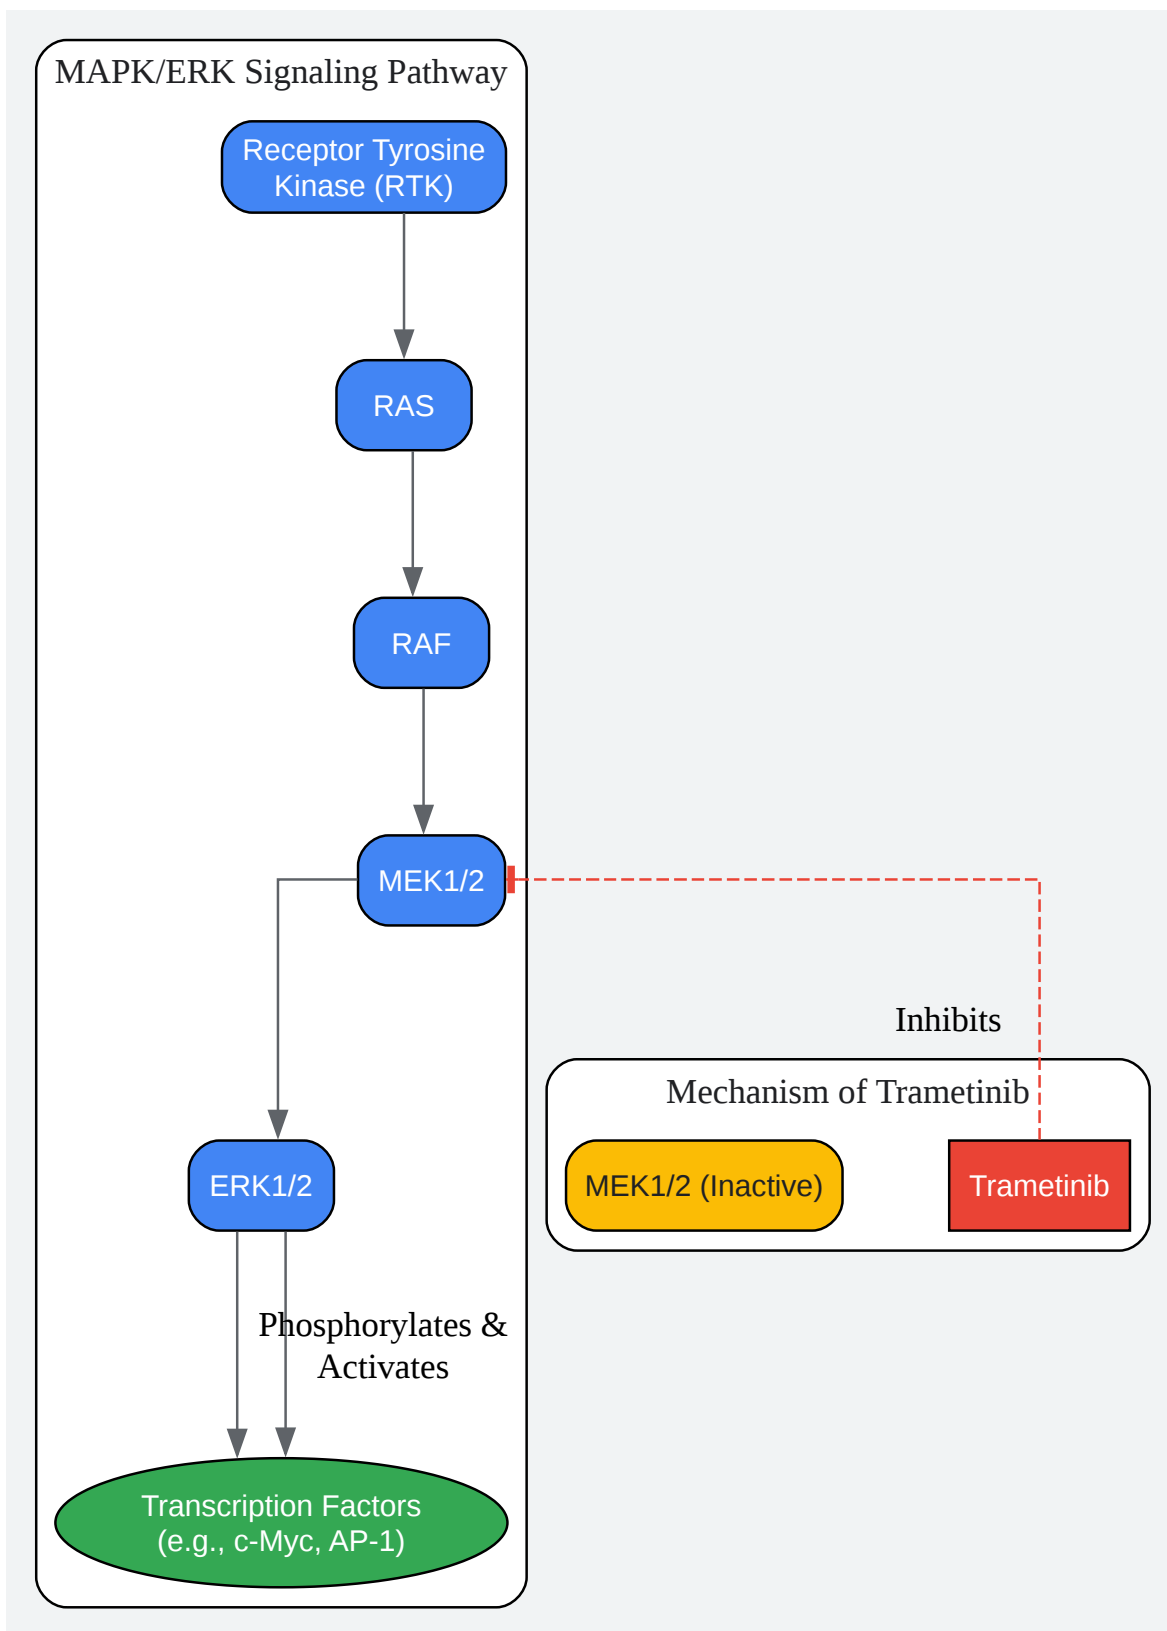 MAPK/ERK Signaling Pathway
Receptor Tyrosine
Kinase (RTK)
RAS
RAF
MEK1/2
Inhibits
Mechanism of Trametinib
ERK1/2
MEK1/2 (Inactive)
Trametinib
Phosphorylates &
Activates
Transcription Factors
(e.g., c-Myc, AP-1)